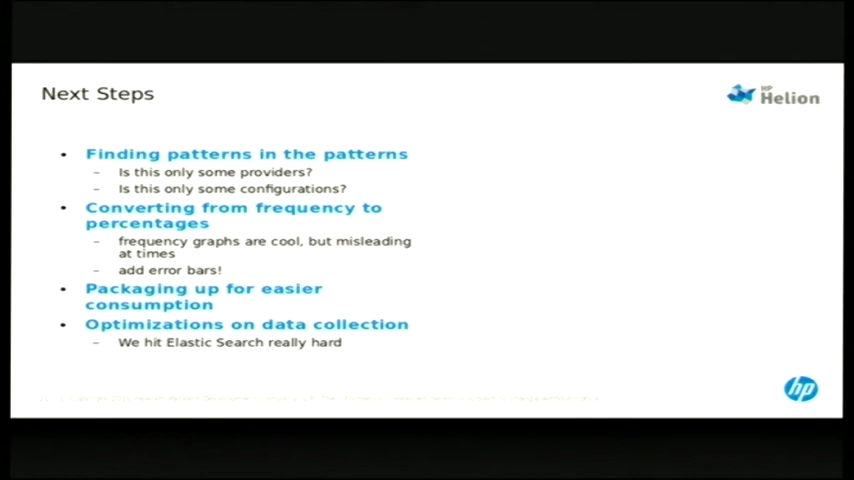 Next Steps
HP
Helion
• Finding patterns in the patterns
– Is this only some providers?
– Is this only some configurations?
• Converting from frequency to
percentages
– frequency graphs are cool, but misleading
at times
– add error bars!
• Packaging up for easier
consumption
• Optimizations on data collection
– We hit Elastic Search really hard
hp